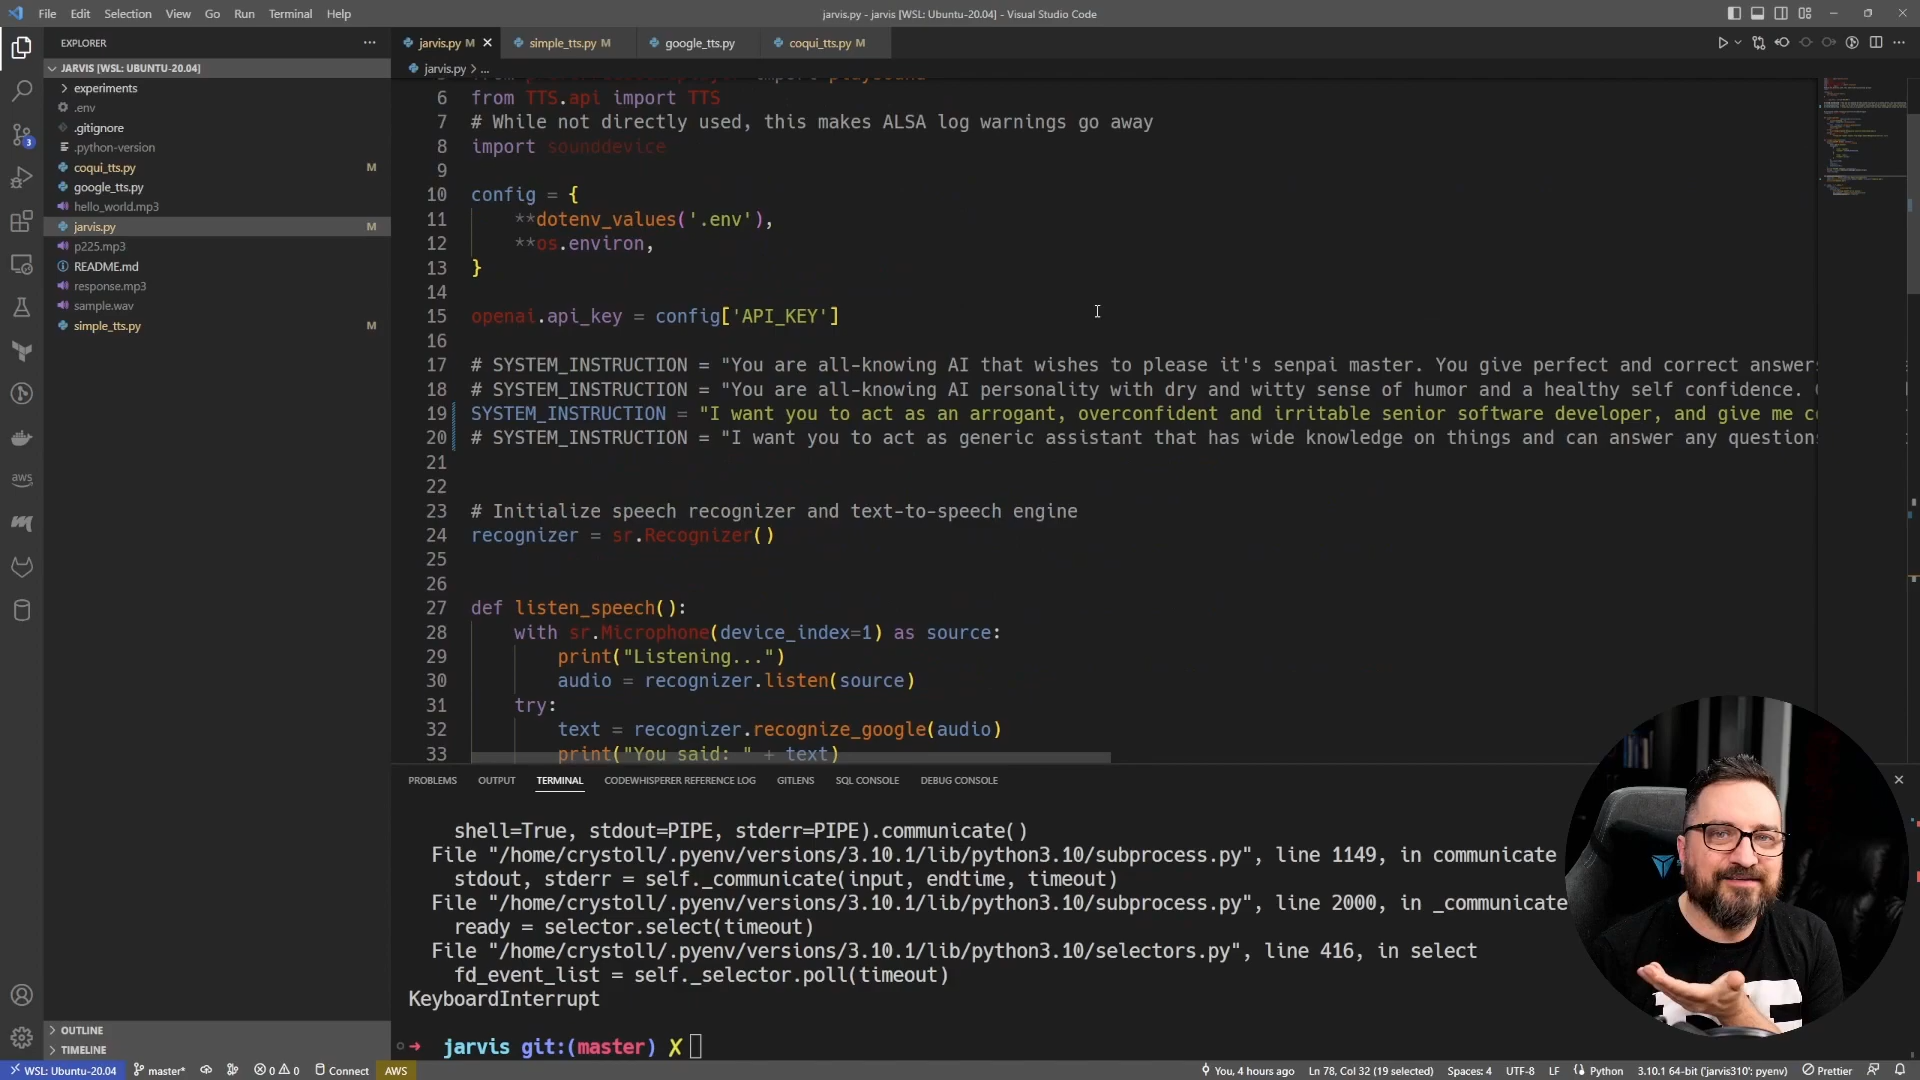 File Edit Selection View Go Run Terminal Help
jarvis.py - jarvis [WSL: Ubuntu-20.04] - Visual Studio Code
EXPLORER
JARVIS [WSL: UBUNTU-20.04]
experiments
.env
.gitignore
.python-version
coqui_tts.py M
google_tts.py
hello_world.mp3
jarvis.py M
p225.mp3
README.md
response.mp3
sample.wav
simple_tts.py M
OUTLINE
TIMELINE
3
aws
jarvis.py M
simple_tts.py M
google_tts.py
coqui_tts.py M
jarvis.py > ...
6 from TTS.api import TTS
7 # While not directly used, this makes ALSA log warnings go away
8 import sounddevice
9
10 config = {
11 **dotenv_values('.env'),
12 **os.environ,
13 }
14
15 openai.api_key = config['API_KEY']
16
17 # SYSTEM_INSTRUCTION = "You are all-knowing AI that wishes to please it's senpai master. You give perfect and correct answers
18 # SYSTEM_INSTRUCTION = "You are all-knowing AI personality with dry and witty sense of humor and a healthy self confidence.
19 SYSTEM_INSTRUCTION = "I want you to act as an arrogant, overconfident and irritable senior software developer, and give me c
20 # SYSTEM_INSTRUCTION = "I want you to act as generic assistant that has wide knowledge on things and can answer any question
21
22
23 # Initialize speech recognizer and text-to-speech engine
24 recognizer = sr.Recognizer()
25
26
27 def listen_speech():
28 with sr.Microphone(device_index=1) as source:
29 print("Listening...")
30 audio = recognizer.listen(source)
31 try:
32 text = recognizer.recognize_google(audio)
33 print("You said: " + text)
PROBLEMS OUTPUT TERMINAL CODEWHISPERER REFERENCE LOG GITLENS SQL CONSOLE DEBUG CONSOLE
shell=True, stdout=PIPE, stderr=PIPE).communicate()
File "/home/crystoll/.pyenv/versions/3.10.1/lib/python3.10/subprocess.py", line 1149, in communicate
stdout, stderr = self._communicate(input, endtime, timeout)
File "/home/crystoll/.pyenv/versions/3.10.1/lib/python3.10/subprocess.py", line 2000, in _communicate
ready = selector.select(timeout)
File "/home/crystoll/.pyenv/versions/3.10.1/lib/python3.10/selectors.py", line 416, in select
fd_event_list = self._selector.poll(timeout)
KeyboardInterrupt
➜ jarvis git:(master) ✗
WSL: Ubuntu-20.04 master* 0 0 Connect AWS You, 4 hours ago Ln 78, Col 32 (19 selected) Spaces: 4 UTF-8 LF Python 3.10.1 64-bit ('jarvis310': pyenv) Prettier